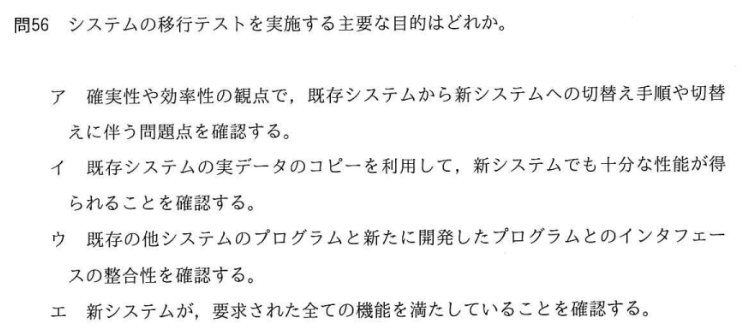 問56 システムの移行テストを実施する主要な目的はどれか。
ア 確実性や効率性の観点で，既存システムから新システムへの切替え手順や切替
えに伴う問題点を確認する。
イ 既存システムの実データのコピーを利用して，新システムでも十分な性能が得
られることを確認する。
ウ 既存の他システムのプログラムと新たに開発したプログラムとのインタフェー
スの整合性を確認する。
エ 新システムが，要求された全ての機能を満たしていることを確認する。